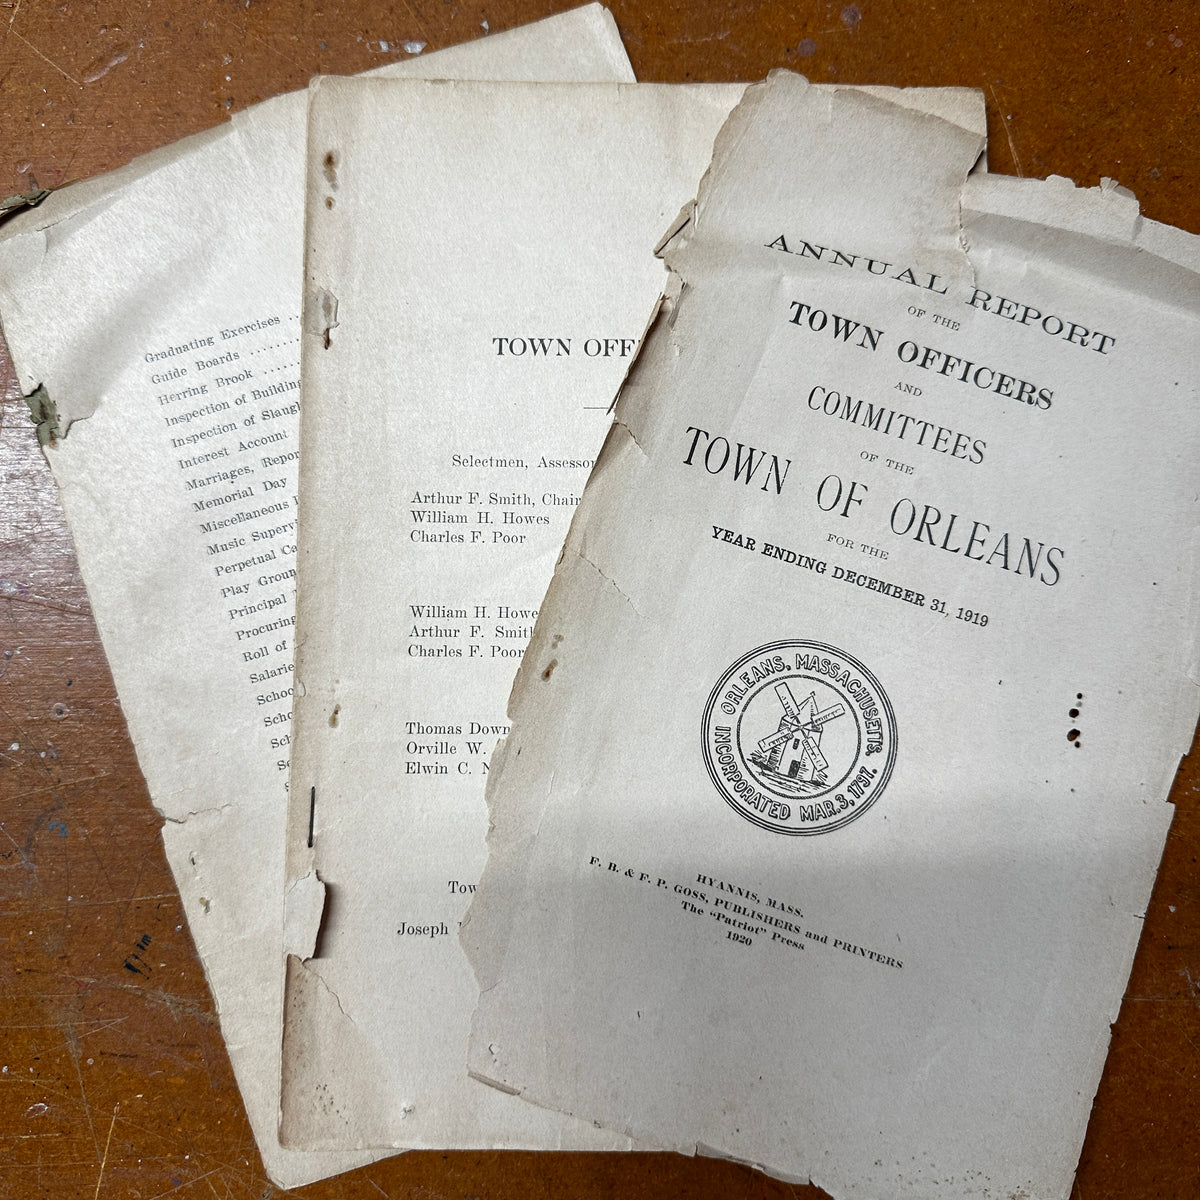 Graduating Exercises ..
Guide Boards ........
Herring Brook ......
Inspection of Building
Inspection of Slaugh
Interest Account
Marriages, Repor
Memorial Day
Miscellaneous
Music Superv
Perpetual Ca
Play Groun
Principal
Procuring
Roll of
Salarie
Schoo
Scho
Sch
TOWN OFF
Selectmen, Assessor
Arthur F. Smith, Chair
William H. Howes
Charles F. Poor
William H. Howe
Arthur F. Smith
Charles F. Poor
Thomas Down
Orville W.
Elwin C.
Tow
Joseph
ANNUAL REPORT
OF THE
TOWN OFFICERS
AND
COMMITTEES
OF THE
TOWN OF ORLEANS
FOR THE
YEAR ENDING DECEMBER 31, 1919
ORLEANS, MASSACHUSETTS.
INCORPORATED MAR. 3, 1797.
HYANNIS, MASS.
F. B. & F. P. GOSS, PUBLISHERS and PRINTERS
The "Patriot" Press
1920